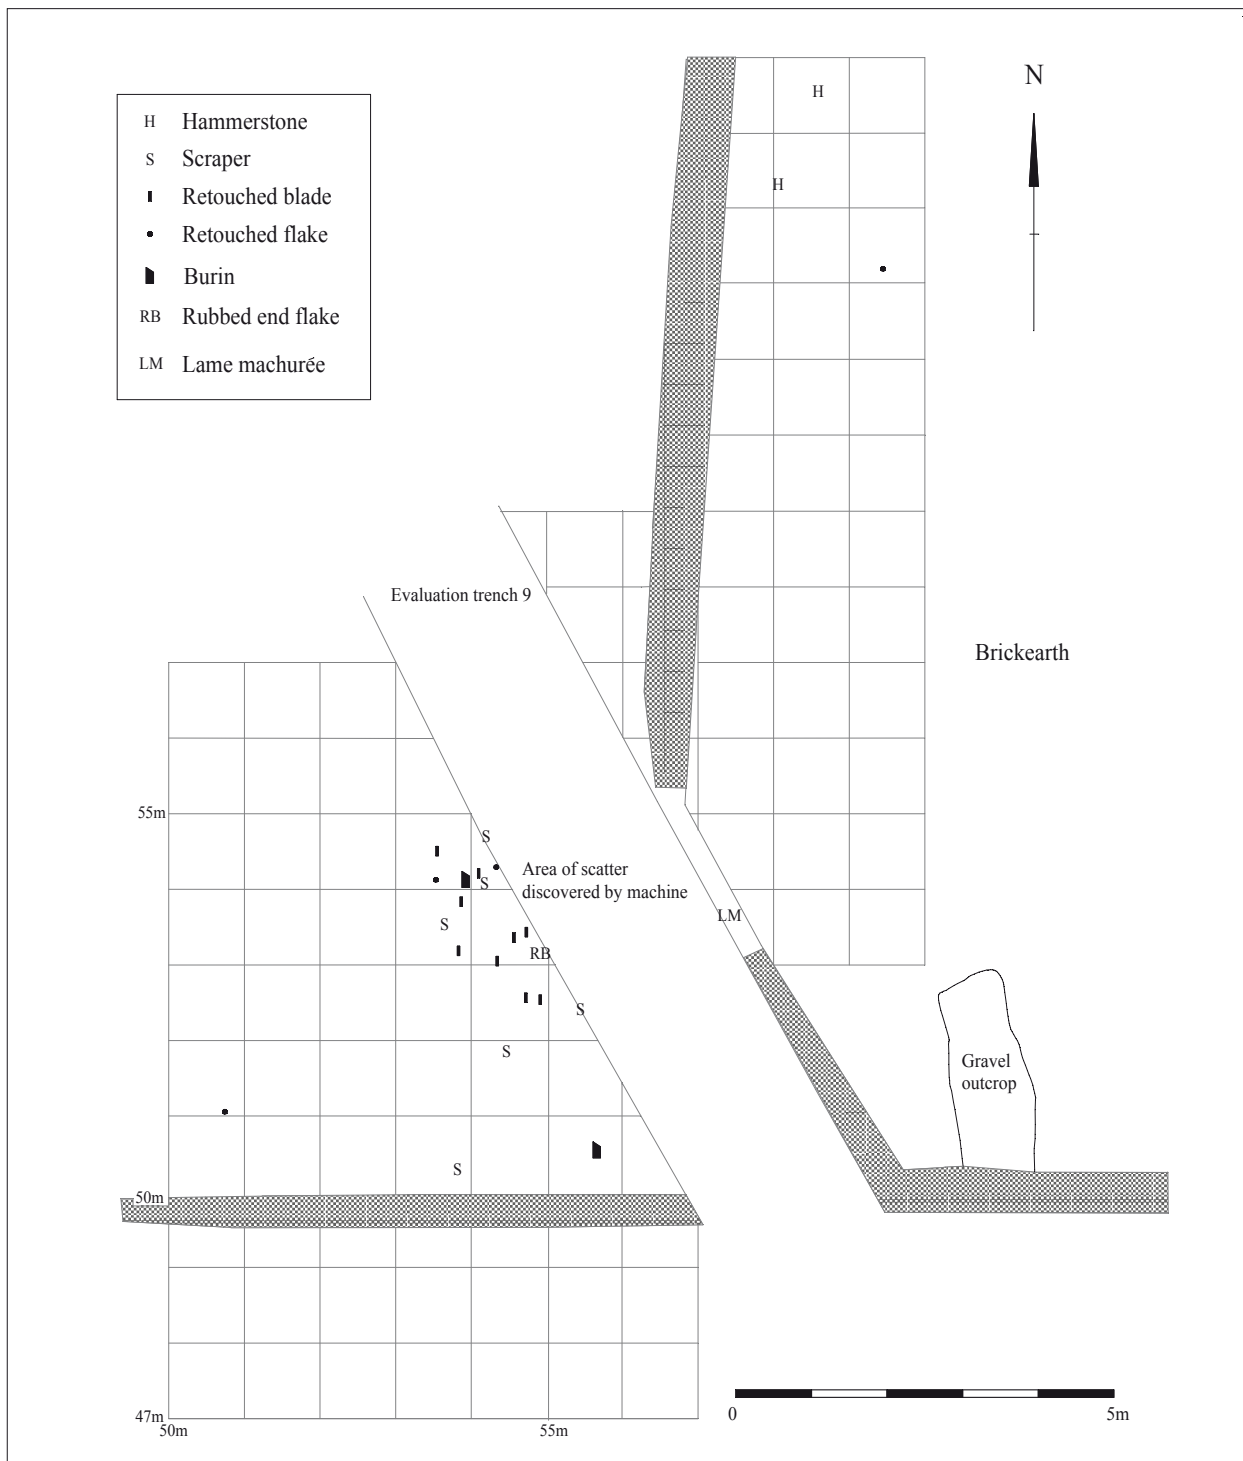 H Hammerstone
S Scraper
Retouched blade
Retouched flake
Burin
RB Rubbed end flake
LM Lame machurée
N
H
H
Evaluation trench 9
Brickearth
55m
S
Area of scatter
discovered by machine
S
LM
S
RB
S
S
Gravel
outcrop
S
50m
47m
50m
55m
0
5m